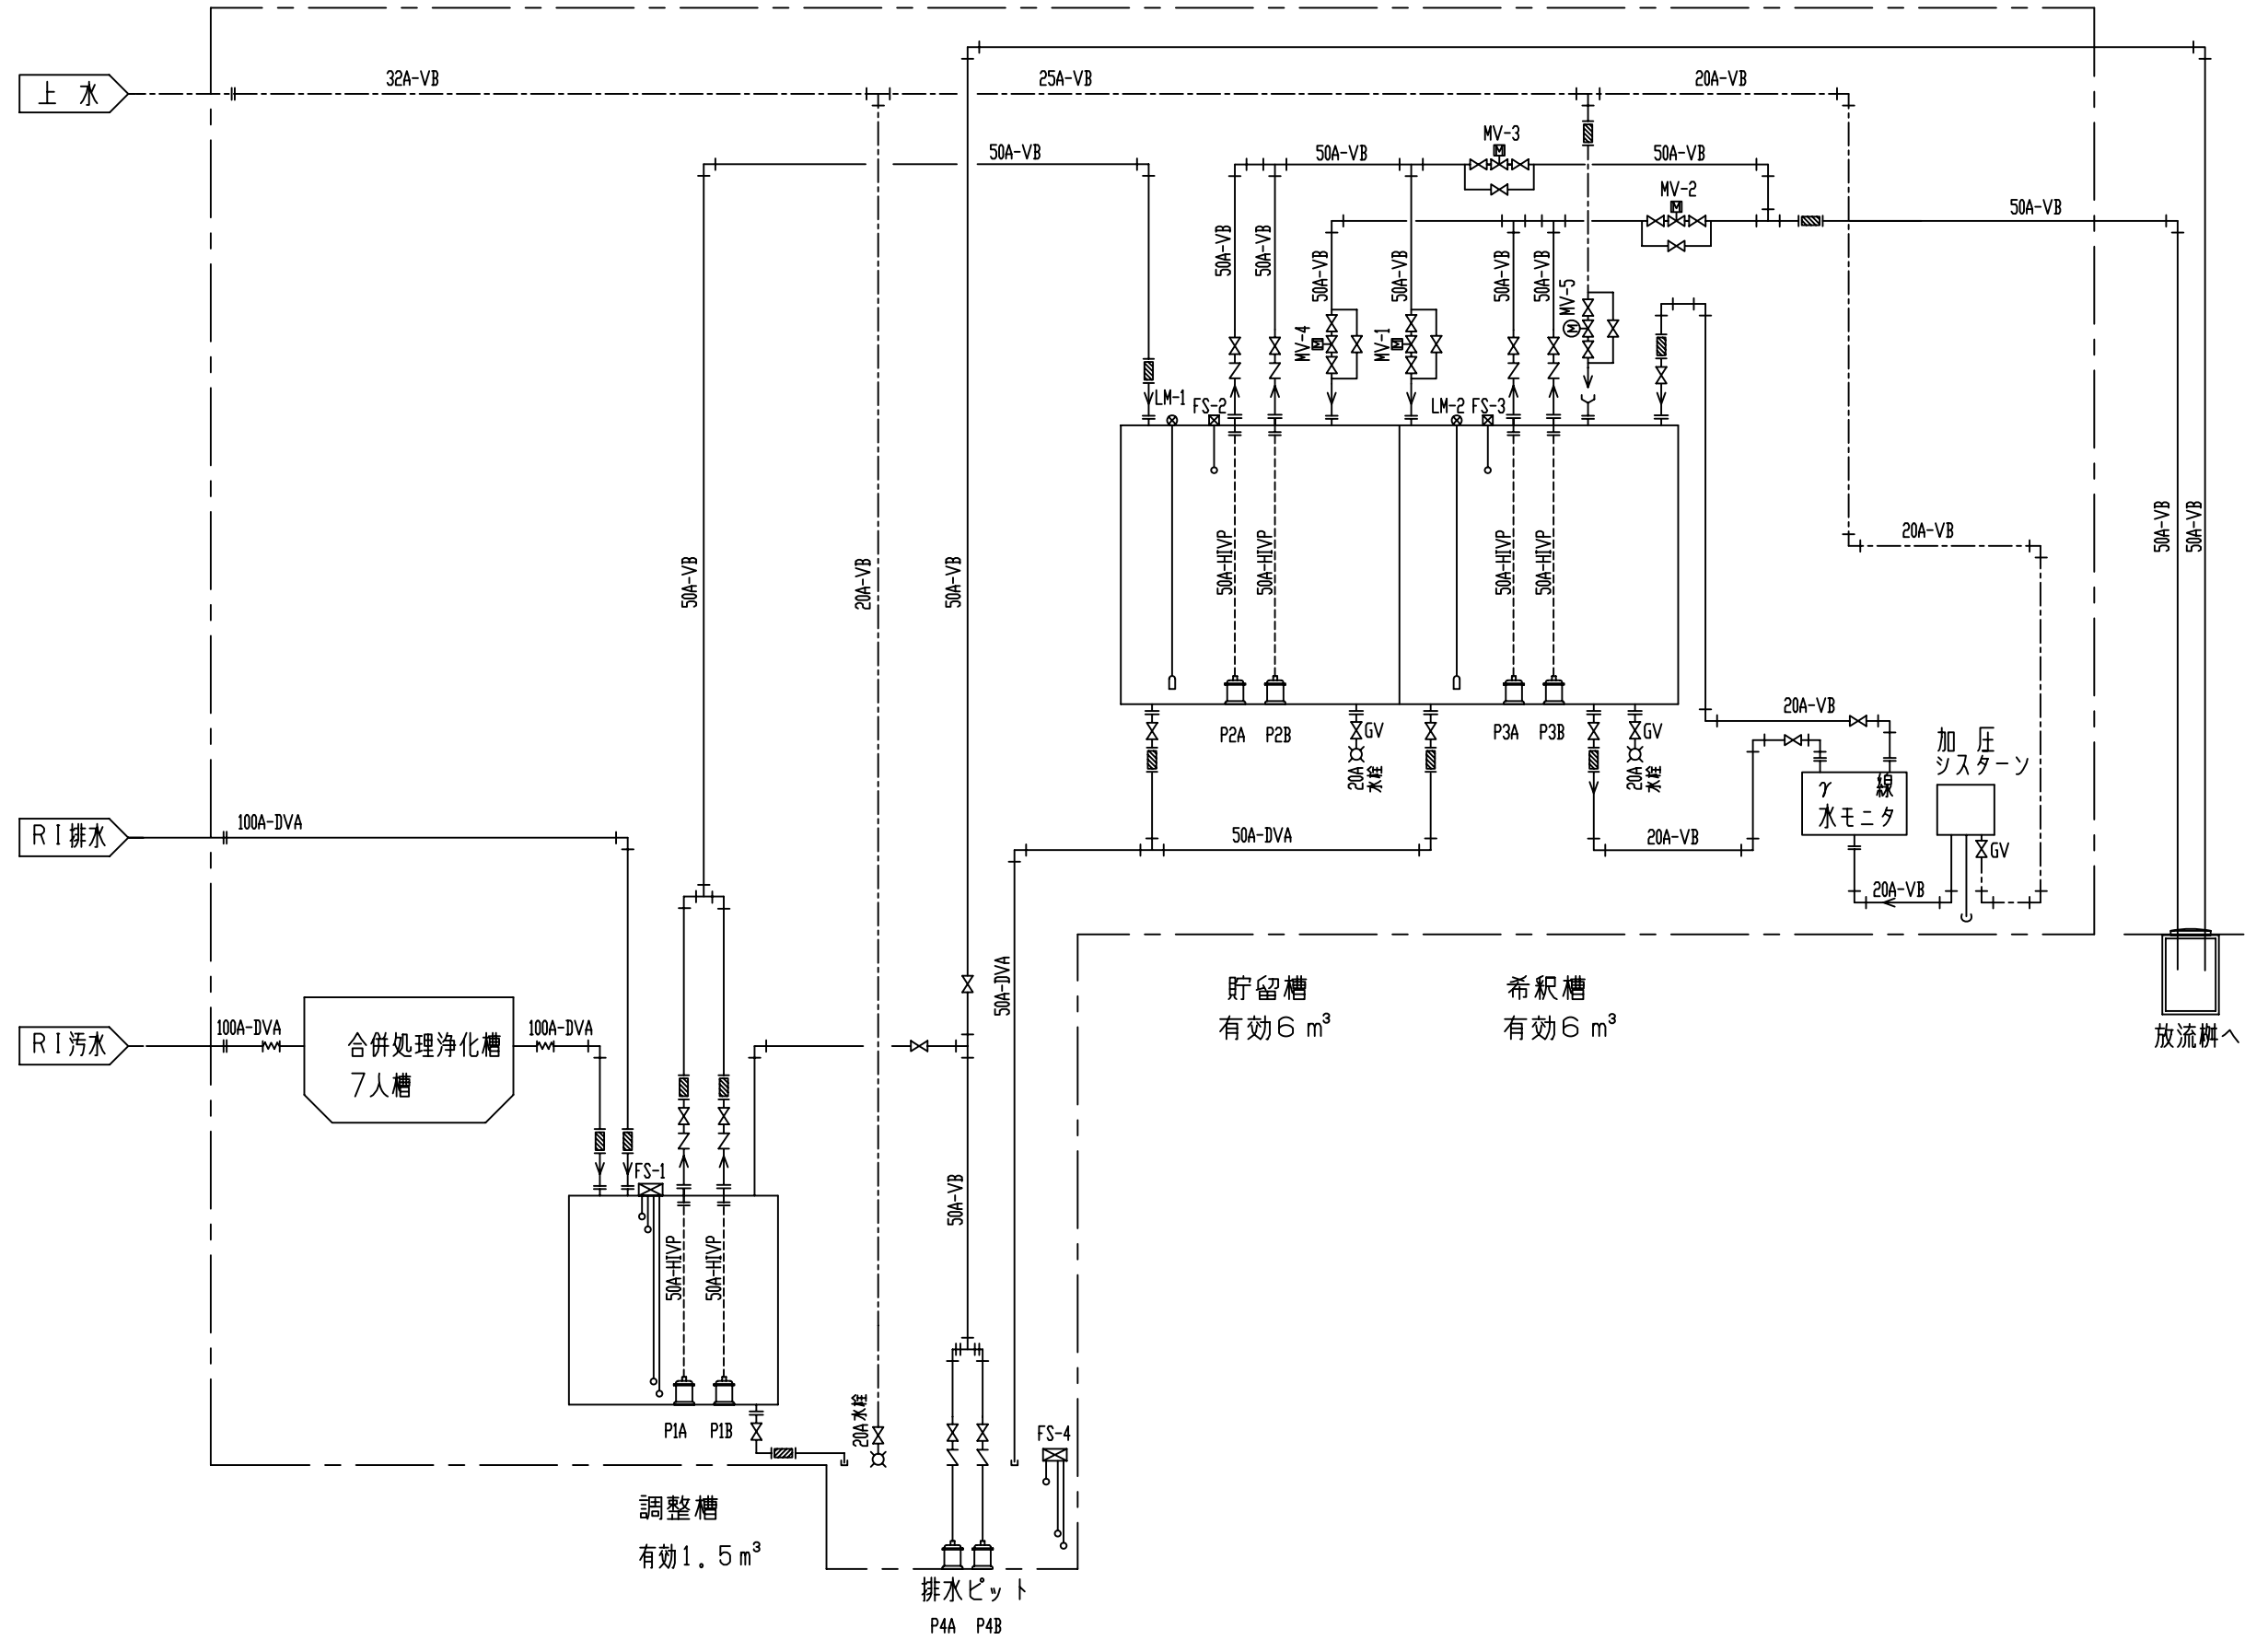 上 水
32A-VB
25A-VB
20A-VB
50A-VB
50A-VB
MV-3
50A-VB
MV-2
50A-VB
50A-VB
50A-VB
50A-VB
50A-VB
50A-VB
50A-VB
MV-5
MV-4
MV-1
LM-1
FS-2
LM-2
FS-3
50A-VB
20A-VB
50A-VB
50A-HIVP
50A-HIVP
50A-HIVP
50A-HIVP
20A-VB
50A-VB
50A-VB
P2A
P2B
GV
20A
水栓
P3A
P3B
GV
20A
水栓
20A-VB
加 圧
シスターン
γ 線
水モニタ
GV
20A-VB
20A-VB
50A-DVA
RI排水
100A-DVA
RI汚水
100A-DVA
合併処理浄化槽
7人槽
100A-DVA
50A-DVA
貯留槽
有効6m³
希釈槽
有効6m³
放流桝へ
FS-1
50A-HIVP
50A-HIVP
50A-VB
P1A
P1B
20A水栓
FS-4
調整槽
有効1.5m³
排水ピット
P4A
P4B